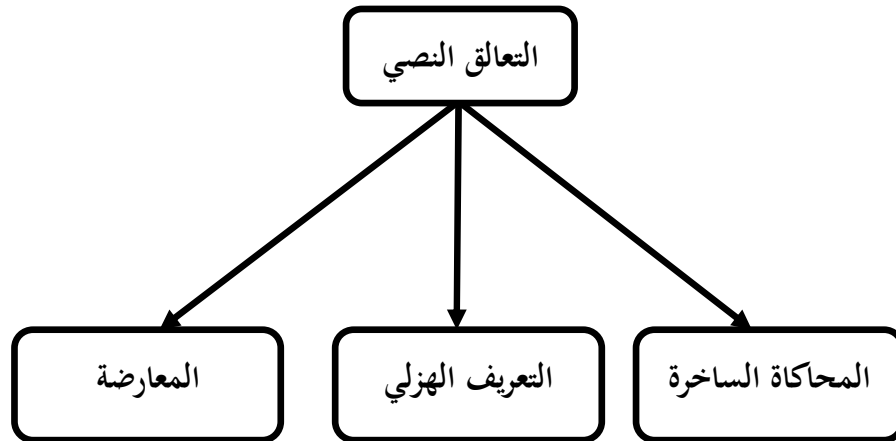 التعالق النصي
المحاكاة الساخرة
التعريف الهزلي
المعارضة